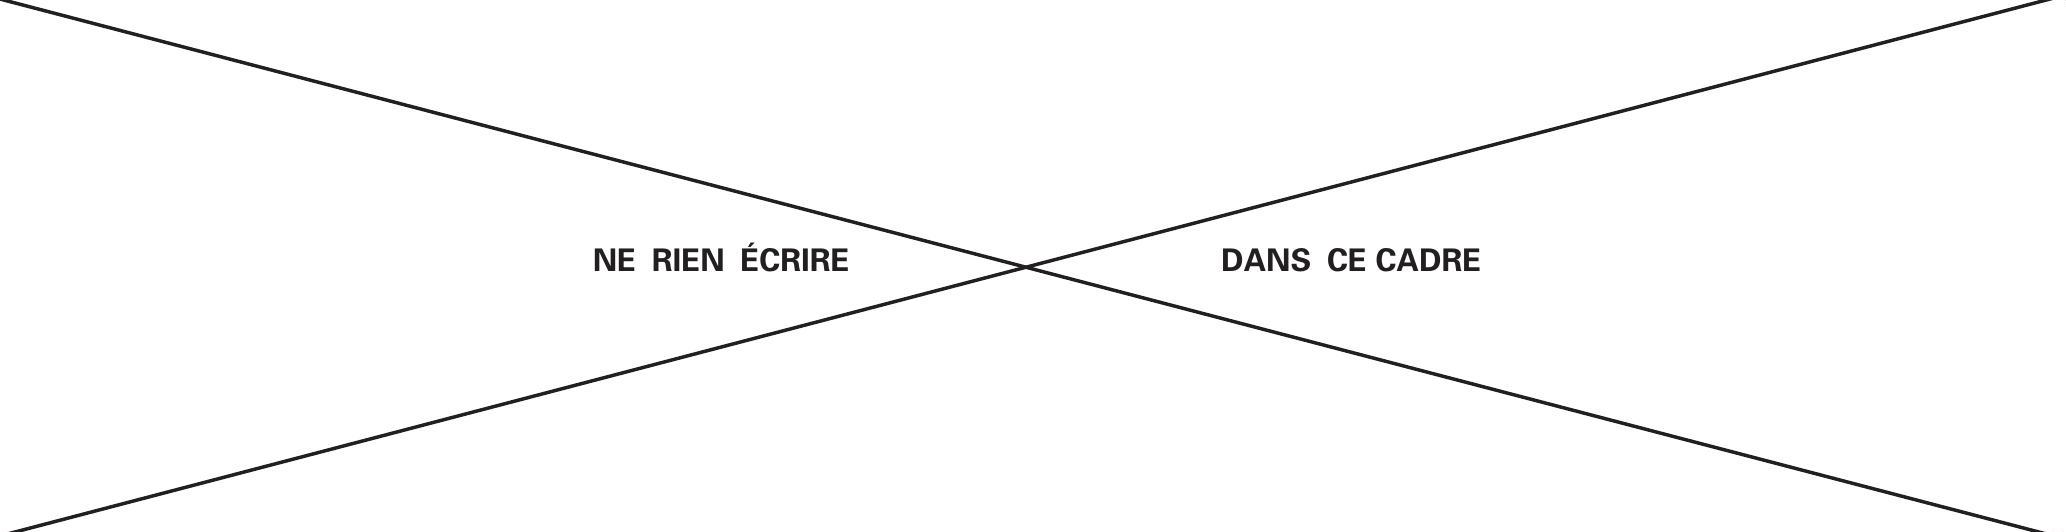 NE RIEN ÉCRIRE DANS CE CADRE